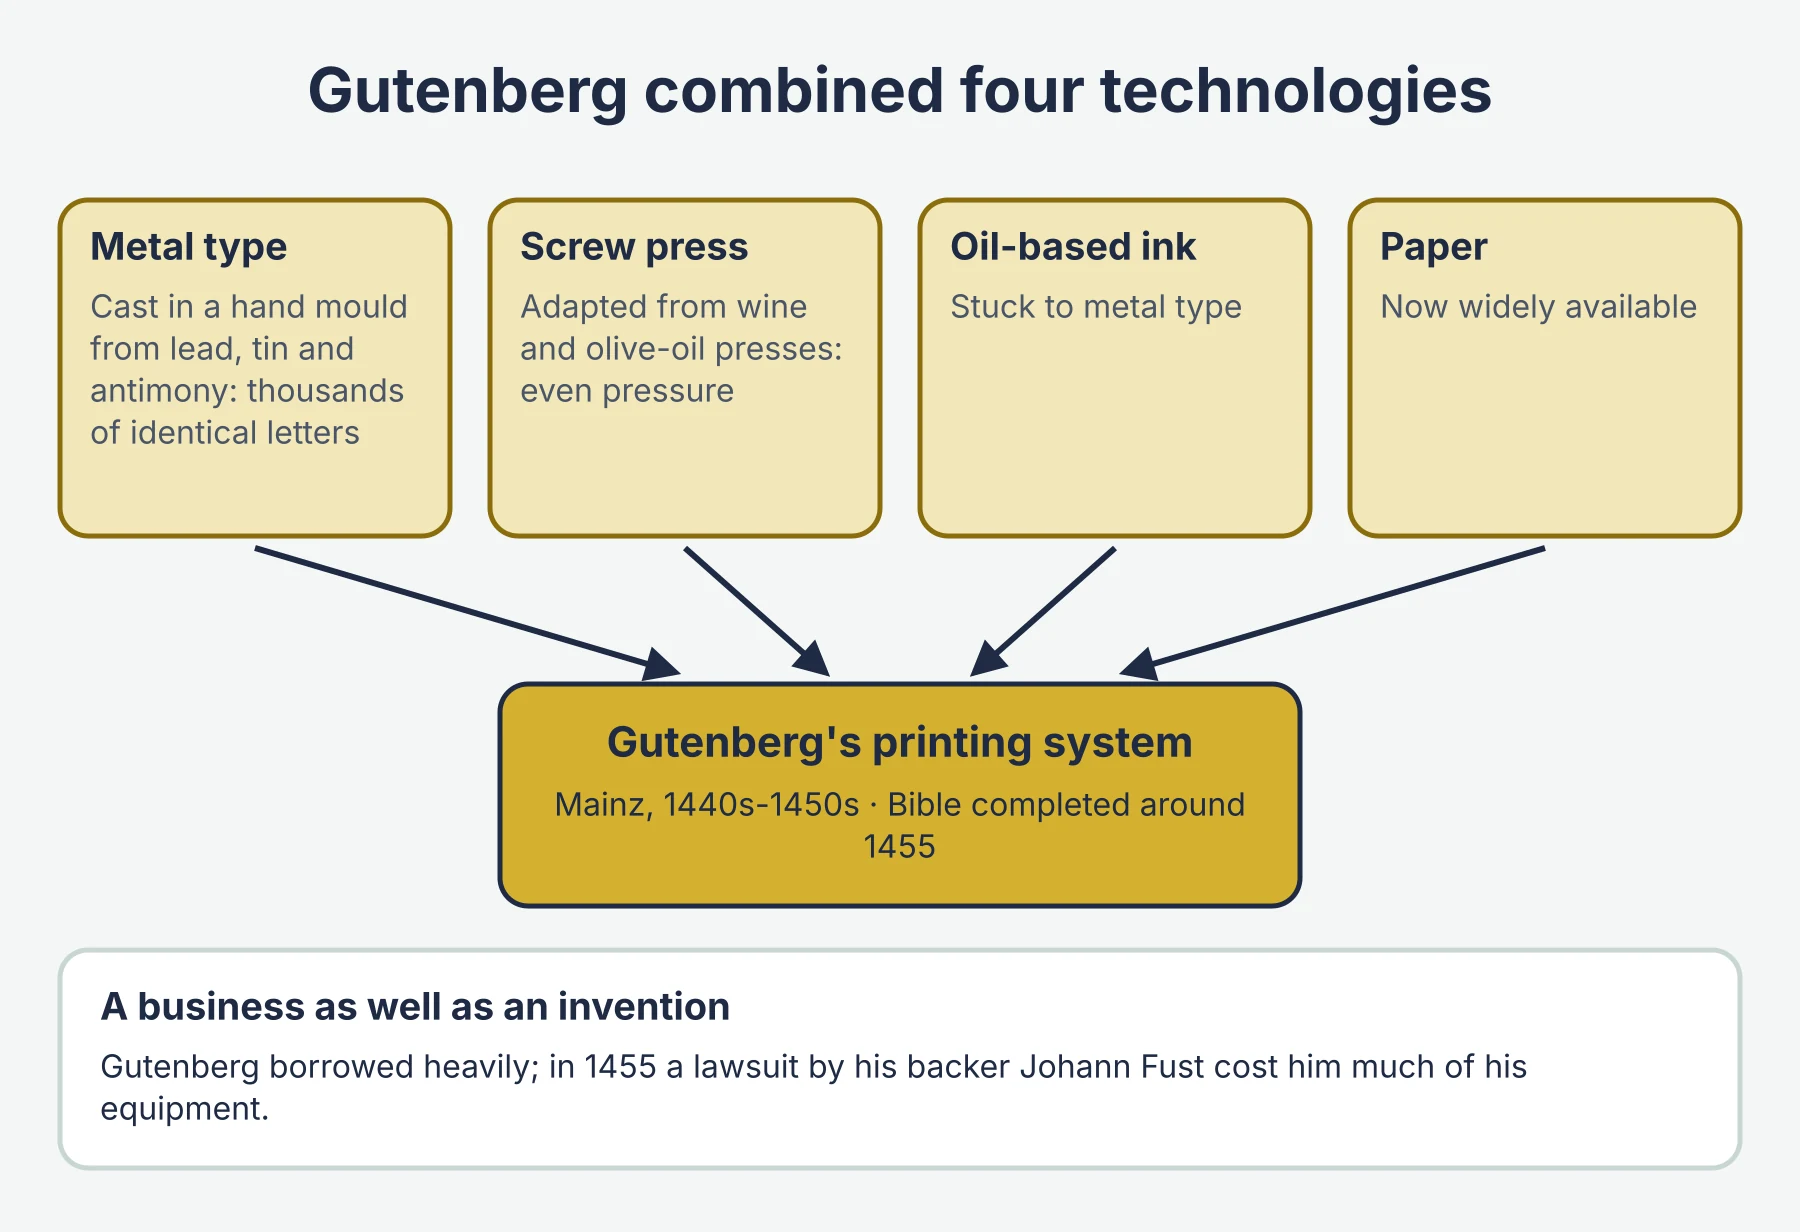 Gutenberg combined four technologies
Metal type
Cast in a hand mould
from lead, tin and
antimony: thousands
of identical letters
Screw press
Adapted from wine
and olive-oil presses:
even pressure
Oil-based ink
Stuck to metal type
Paper
Now widely available
Gutenberg's printing system
Mainz, 1440s-1450s · Bible completed around
1455
A business as well as an invention
Gutenberg borrowed heavily; in 1455 a lawsuit by his backer Johann Fust cost him much of his
equipment.